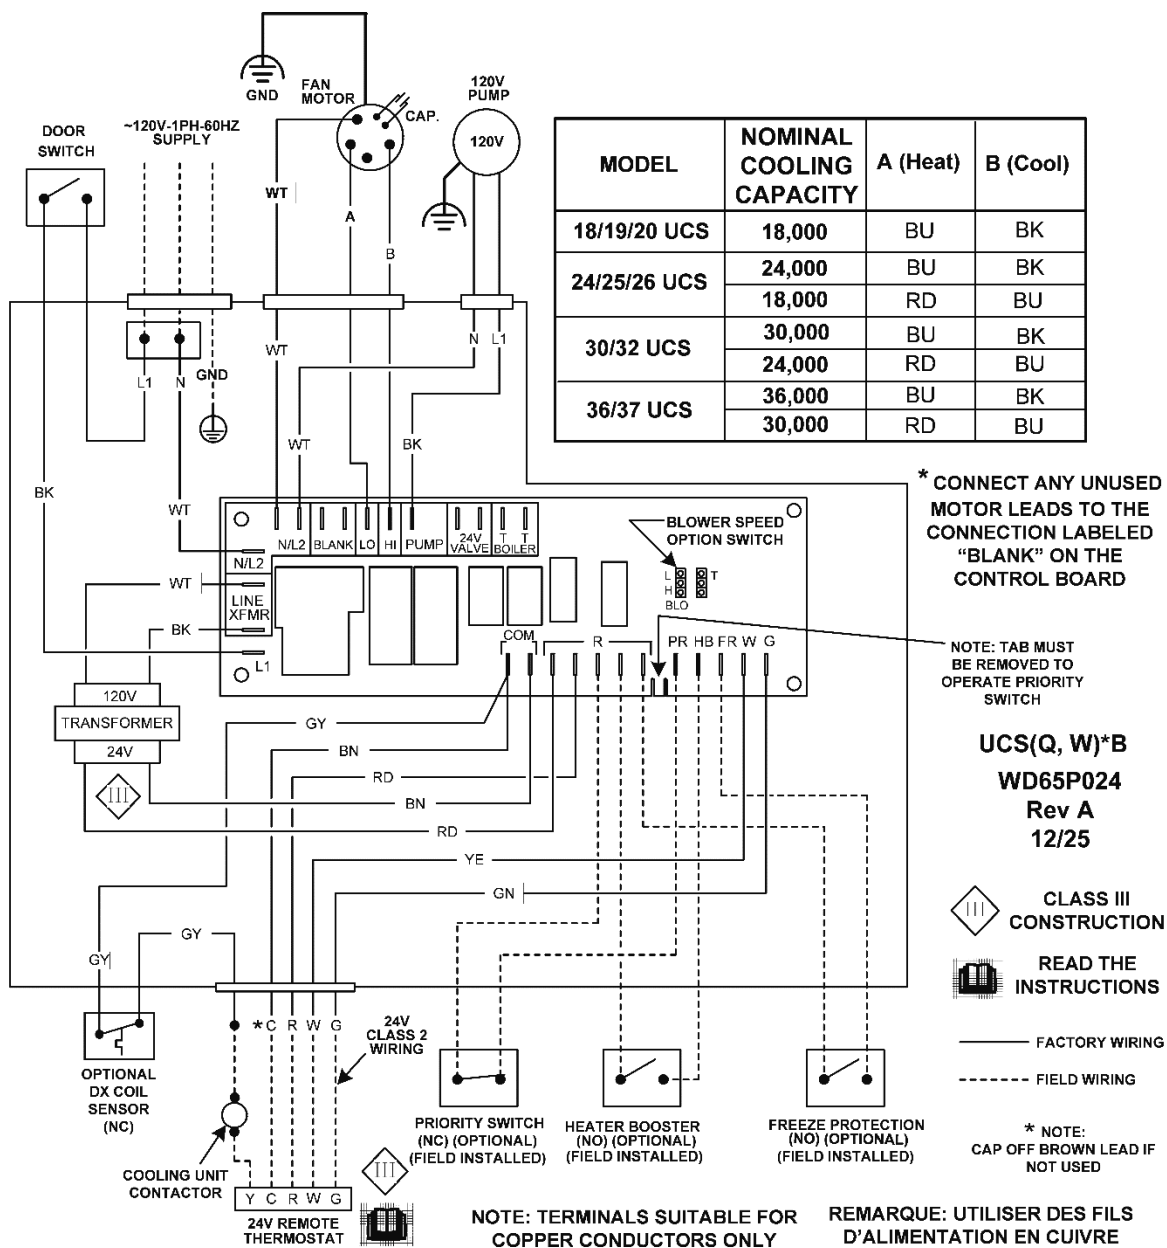 GND
FAN
MOTOR
CAP.
120V
PUMP
120V
DOOR
SWITCH
~120V-1PH-60HZ
SUPPLY
WT
A
B
MODEL
NOMINAL
COOLING
CAPACITY
A (Heat)
B (Cool)
18/19/20 UCS
18,000
BU
BK
24/25/26 UCS
24,000
BU
BK
18,000
RD
BU
30/32 UCS
30,000
BU
BK
24,000
RD
BU
36/37 UCS
36,000
BU
BK
30,000
RD
BU
L1
N
GND
WT
N
L1
WT
BK
BK
WT
* CONNECT ANY UNUSED
MOTOR LEADS TO THE
CONNECTION LABELED
“BLANK” ON THE
CONTROL BOARD
N/L2
BLANK
LO
HI
PUMP
24V
VALVE
T T
BOILER
BLOWER SPEED
OPTION SWITCH
L
H
BLO
T
N/L2
LINE
XFMR
L1
WT
BK
COM
R
PR HB FR W G
NOTE: TAB MUST
BE REMOVED TO
OPERATE PRIORITY
SWITCH
120V
TRANSFORMER
24V
III
GY
BN
RD
BN
RD
YE
GN
GY
GY
UCS(Q, W)*B
WD65P024
Rev A
12/25
III
CLASS III
CONSTRUCTION
READ THE
INSTRUCTIONS
FACTORY WIRING
FIELD WIRING
* NOTE:
CAP OFF BROWN LEAD IF
NOT USED
* C R W G
24V
CLASS 2
WIRING
OPTIONAL
DX COIL
SENSOR
(NC)
COOLING UNIT
CONTACTOR
Y C R W G
24V REMOTE
THERMOSTAT
III
PRIORITY SWITCH
(NC) (OPTIONAL)
(FIELD INSTALLED)
HEATER BOOSTER
(NO) (OPTIONAL)
(FIELD INSTALLED)
FREEZE PROTECTION
(NO) (OPTIONAL)
(FIELD INSTALLED)
NOTE: TERMINALS SUITABLE FOR
COPPER CONDUCTORS ONLY
REMARQUE: UTILISER DES FILS
D’ALIMENTATION EN CUIVRE